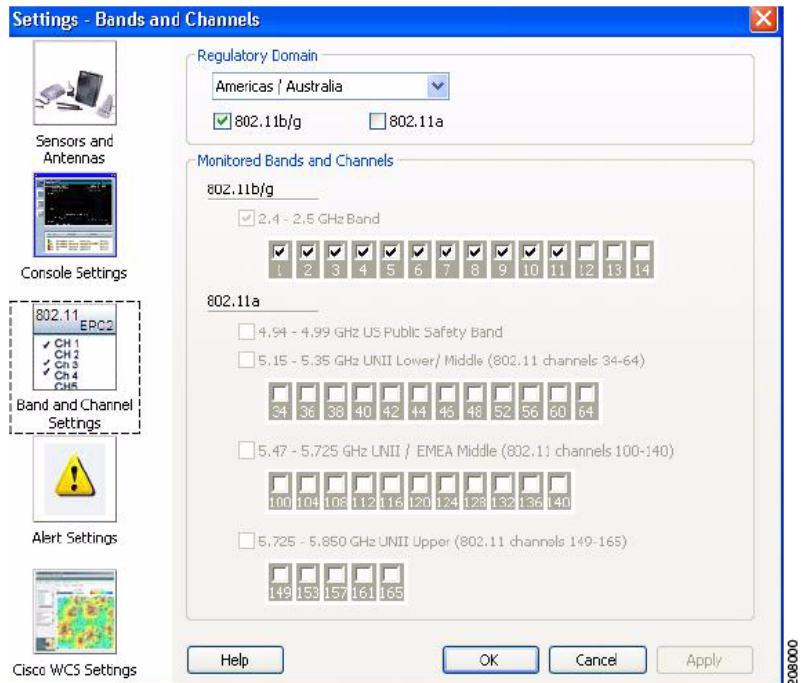 Settings - Bands and Channels
Sensors and
Antennas
Console Settings
802.11
EPC2
CH 1
CH 2
Ch 3
Ch 4
CH5
Band and Channel
Settings
Alert Settings
Cisco WCS Settings
Regulatory Domain
Americas / Australia
802.11b/g 802.11a
Monitored Bands and Channels
802.11b/g
2.4 - 2.5 GHz Band
1 2 3 4 5 6 7 8 9 10 11 12 13 14
802.11a
4.94 - 4.99 GHz US Public Safety Band
5.15 - 5.35 GHz UNII Lower/ Middle (802.11 channels 34-64)
34 36 38 40 42 44 46 48 52 56 60 64
5.47 - 5.725 GHz UNII / EMEA Middle (802.11 channels 100-140)
100 104 108 112 116 120 124 128 132 136 140
5.725 - 5.850 GHz UNII Upper (802.11 channels 149-165)
149 153 157 161 165
Help OK Cancel Apply
208000